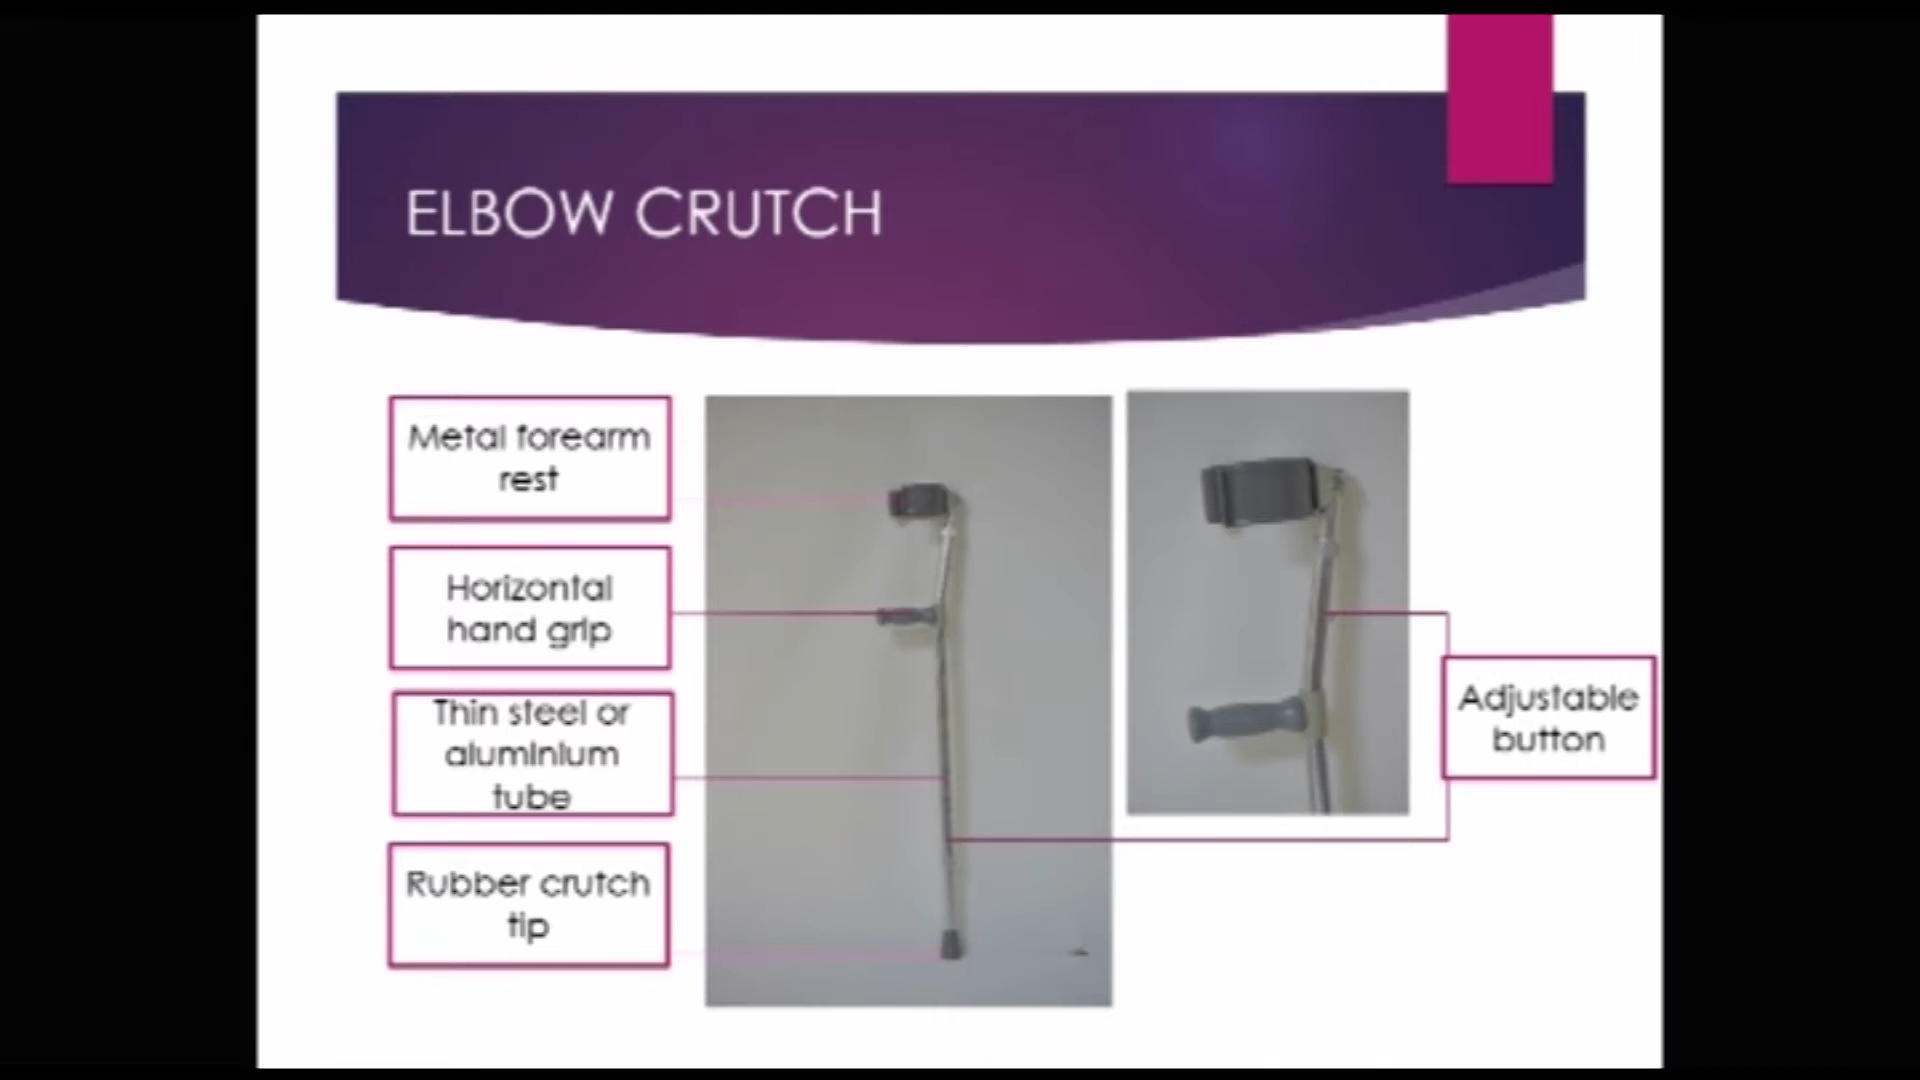 ELBOW CRUTCH
Metal forearm
rest
Horizontal
hand grip
Thin steel or
aluminium
tube
Rubber crutch
tip
Adjustable
button